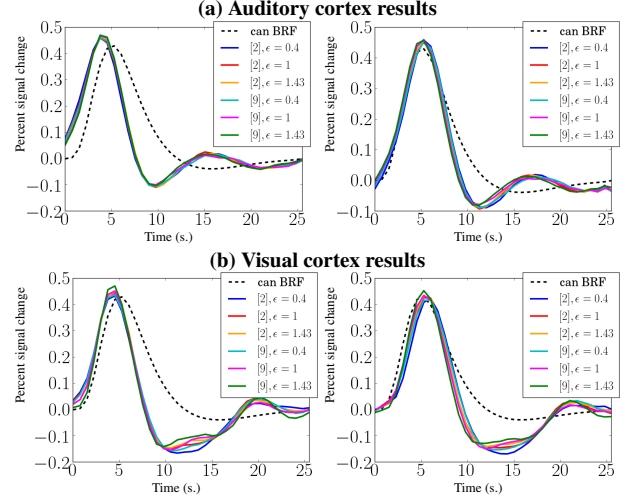 (a) Auditory cortex results
Percent signal change
0.5
0.4
0.3
0.2
0.1
0.0
−0.1
−0.2
0 5 10 15 20 25
Time (s.)
can BRF
[2], ϵ = 0.4
[2], ϵ = 1
[2], ϵ = 1.43
[9], ϵ = 0.4
[9], ϵ = 1
[9], ϵ = 1.43
Percent signal change
0.5
0.4
0.3
0.2
0.1
0.0
−0.1
0 5 10 15 20 25
Time (s.)
can BRF
[2], ϵ = 0.4
[2], ϵ = 1
[2], ϵ = 1.43
[9], ϵ = 0.4
[9], ϵ = 1
[9], ϵ = 1.43
(b) Visual cortex results
Percent signal change
0.5
0.4
0.3
0.2
0.1
0.0
−0.1
−0.2
0 5 10 15 20 25
Time (s.)
can BRF
[2], ϵ = 0.4
[2], ϵ = 1
[2], ϵ = 1.43
[9], ϵ = 0.4
[9], ϵ = 1
[9], ϵ = 1.43
Percent signal change
0.5
0.4
0.3
0.2
0.1
0.0
−0.1
−0.2
0 5 10 15 20 25
Time (s.)
can BRF
[2], ϵ = 0.4
[2], ϵ = 1
[2], ϵ = 1.43
[9], ϵ = 0.4
[9], ϵ = 1
[9], ϵ = 1.43